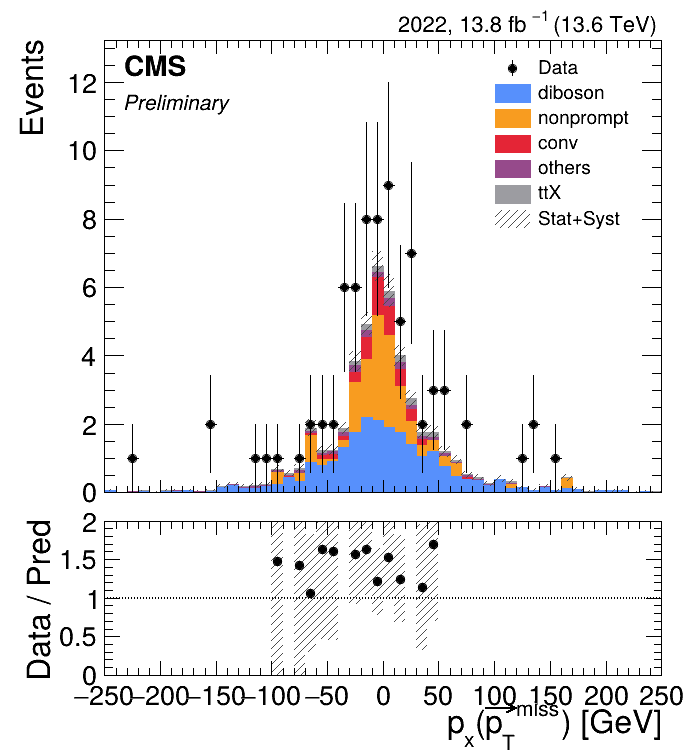 2022, 13.8 fb⁻¹ (13.6 TeV)
CMS
Preliminary
Events
12
10
8
6
4
2
0
Data
diboson
nonprompt
conv
others
ttX
Stat+Syst
Data / Pred
2
1.5
1
0.5
0
−250 −200 −150 −100 −50 0 50 100 150 200 250
p_x(p_T^miss) [GeV]